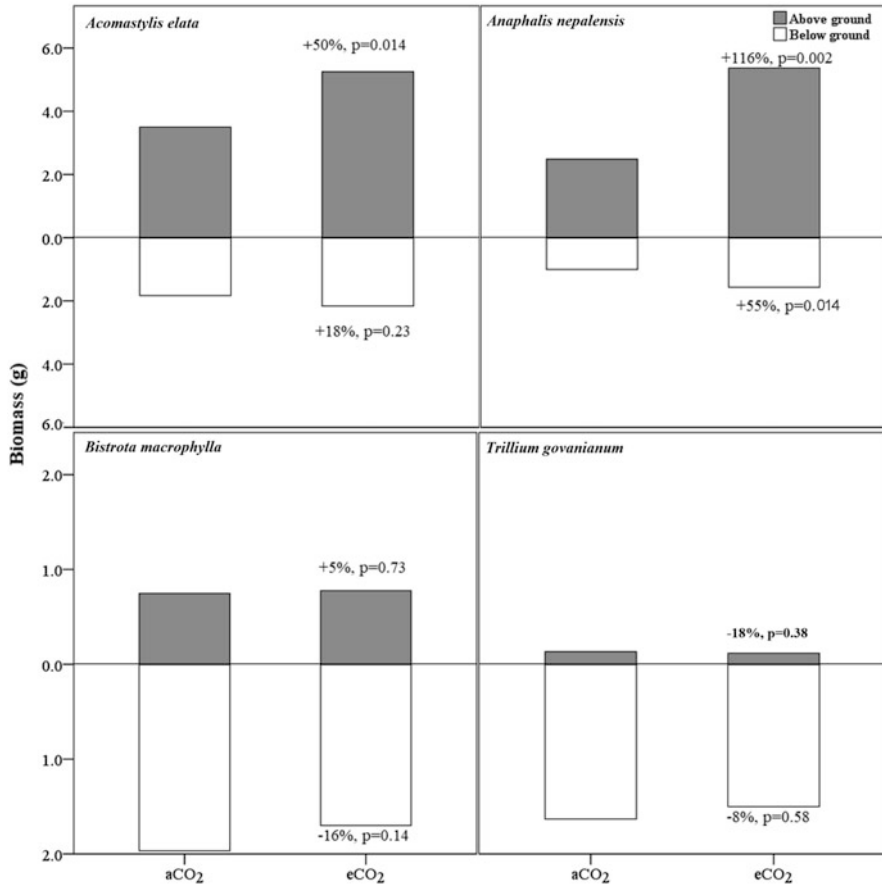 Acomastylis elata
Anaphalis nepalensis
Above ground
Below ground
+50%, p=0.014
+116%, p=0.002
6.0
4.0
2.0
0.0
2.0
4.0
6.0
+18%, p=0.23
+55%, p=0.014
Biomass (g)
Bistrota macrophylla
Trillium govanianum
2.0
1.0
0.0
1.0
2.0
+5%, p=0.73
-18%, p=0.38
-16%, p=0.14
-8%, p=0.58
aCO₂
eCO₂
aCO₂
eCO₂